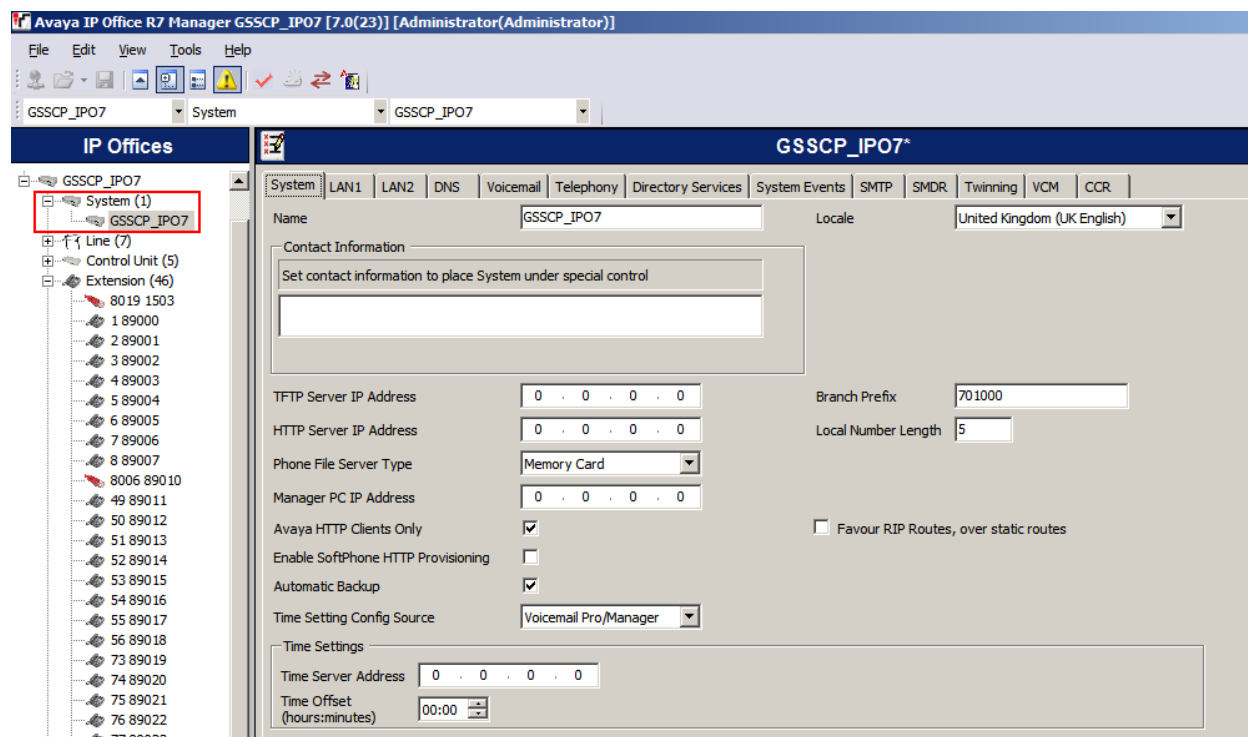 Avaya IP Office R7 Manager GSSCP_IPO7 [7.0(23)] [Administrator(Administrator)]
File Edit View Tools Help
GSSCP_IPO7 System GSSCP_IPO7
IP Offices
GSSCP_IPO7
System (1)
GSSCP_IPO7
Line (7)
Control Unit (5)
Extension (46)
8019 1503
1 89000
2 89001
3 89002
4 89003
5 89004
6 89005
7 89006
8 89007
8006 89010
49 89011
50 89012
51 89013
52 89014
53 89015
54 89016
55 89017
56 89018
73 89019
74 89020
75 89021
76 89022
GSSCP_IPO7*
System LAN1 LAN2 DNS Voicemail Telephony Directory Services System Events SMTP SMDR Twinning VCM CCR
Name GSSCP_IPO7 Locale United Kingdom (UK English)
Contact Information
Set contact information to place System under special control
TFTP Server IP Address 0 . 0 . 0 . 0 Branch Prefix 701000
HTTP Server IP Address 0 . 0 . 0 . 0 Local Number Length 5
Phone File Server Type Memory Card
Manager PC IP Address 0 . 0 . 0 . 0
Avaya HTTP Clients Only Favour RIP Routes, over static routes
Enable SoftPhone HTTP Provisioning
Automatic Backup
Time Setting Config Source Voicemail Pro/Manager
Time Settings
Time Server Address 0 . 0 . 0 . 0
Time Offset
(hours:minutes) 00:00